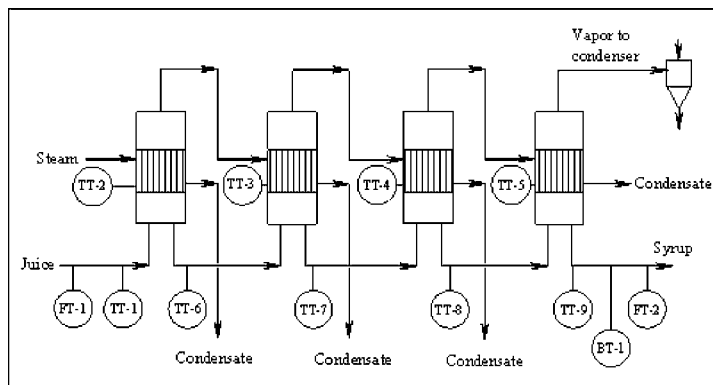 Vapor to
condenser
Steam
TT-2
TT-3
TT-4
TT-5
Condensate
Juice
Syrup
FT-1
TT-1
TT-6
TT-7
TT-8
TT-9
FT-2
BT-1
Condensate
Condensate
Condensate